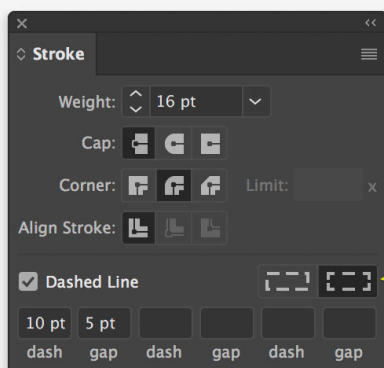 Stroke
Weight: 16 pt
Cap:
Corner: Limit: x
Align Stroke:
Dashed Line
10 pt 5 pt
dash gap dash gap dash gap